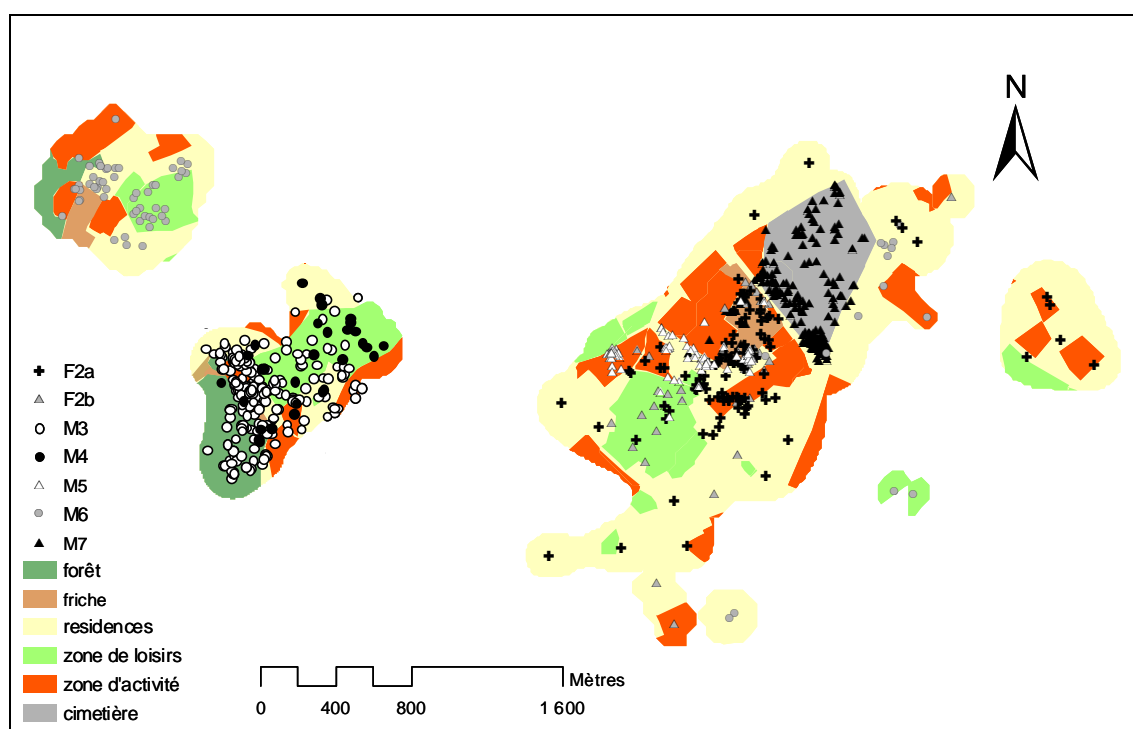 N
F2a
F2b
M3
M4
M5
M6
M7
forêt
friche
residences
zone de loisirs
zone d'activité
cimetière
Mètres
0 400 800 1 600